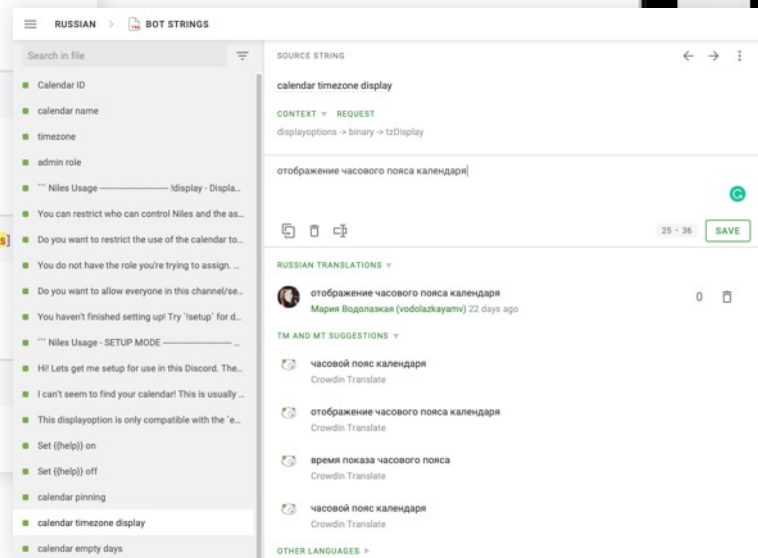 RUSSIAN > BOT STRINGS
Search in file
Calendar ID
calendar name
timezone
admin role
``` Niles Usage ---------------------------- !display - Displa...
You can restrict who can control Niles and the as...
Do you want to restrict the use of the calendar to...
You do not have the role you're trying to assign. ...
Do you want to allow everyone in this channel/se...
You haven't finished setting up! Try `!setup` for d...
``` Niles Usage - SETUP MODE ---------------------------- ...
Hi! Lets get me setup for use in this Discord. The...
I can't seem to find your calendar! This is usually ...
This displayoption is only compatible with the `e...
Set {{help}} on
Set {{help}} off
calendar pinning
calendar timezone display
calendar empty days
s]
SOURCE STRING
calendar timezone display
CONTEXT REQUEST
displayoptions -> binary -> tzDisplay
отображение часового пояса календаря
25 • 36 SAVE
RUSSIAN TRANSLATIONS
отображение часового пояса календаря
0
Мария Водолазкая (vodolazkayamv) 22 days ago
TM AND MT SUGGESTIONS
часовой пояс календаря
Crowdin Translate
отображение часового пояса календаря
Crowdin Translate
время показа часового пояса
Crowdin Translate
часовой пояс календаря
Crowdin Translate
OTHER LANGUAGES